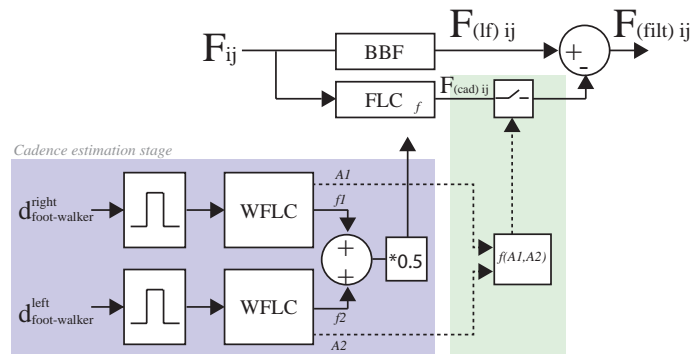 F ij
BBF
F (lf) ij
+
-
F (filt) ij
FLC f
F (cad) ij
Cadence estimation stage
d right foot-walker
WFLC
A1
f1
+
+
*0.5
f(A1,A2)
d left foot-walker
WFLC
f2
A2